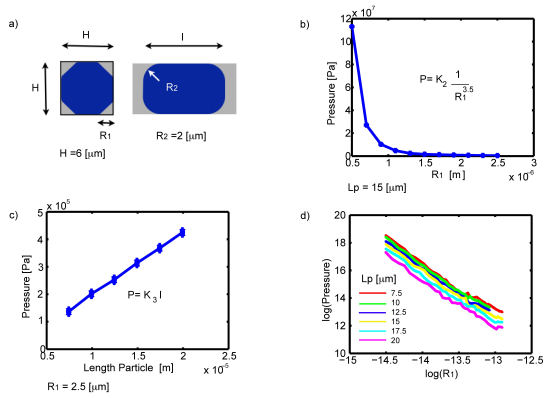 a)
H
l
H
R1
R2
H =6 [µm]
R2 =2 [µm]
b)
x 10^7
12
10
8
6
4
2
0
Pressure [Pa]
P= K2 1/R1^3.5
0.5 1 1.5 2 2.5 3
R1 [m] x 10^-6
Lp = 15 [µm]
c)
x 10^5
5
4
3
2
1
0
Pressure [Pa]
P= K3 l
0.5 1 1.5 2 2.5
Length Particle [m] x 10^-5
R1 = 2.5 [µm]
d)
20
18
16
14
12
10
log(Pressure)
Lp [µm]
7.5
10
12.5
15
17.5
20
−15 −14.5 −14 −13.5 −13 −12.5
log(R1)